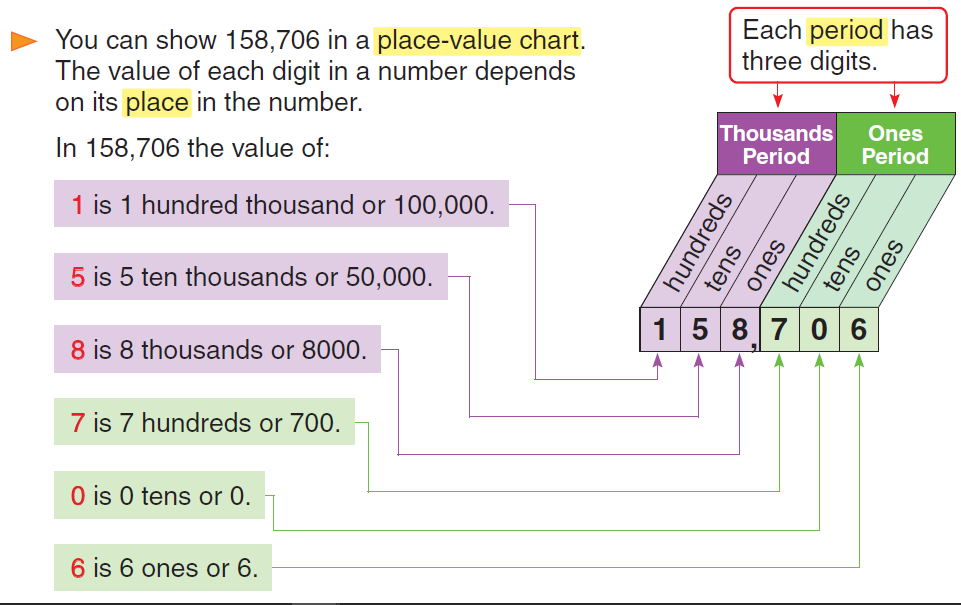 You can show 158,706 in a place-value chart.
The value of each digit in a number depends
on its place in the number.
In 158,706 the value of:
1 is 1 hundred thousand or 100,000.
5 is 5 ten thousands or 50,000.
8 is 8 thousands or 8000.
7 is 7 hundreds or 700.
0 is 0 tens or 0.
6 is 6 ones or 6.
Each period has
three digits.
Thousands
Period
Ones
Period
hundreds
tens
ones
hundreds
tens
ones
1 5 8, 7 0 6